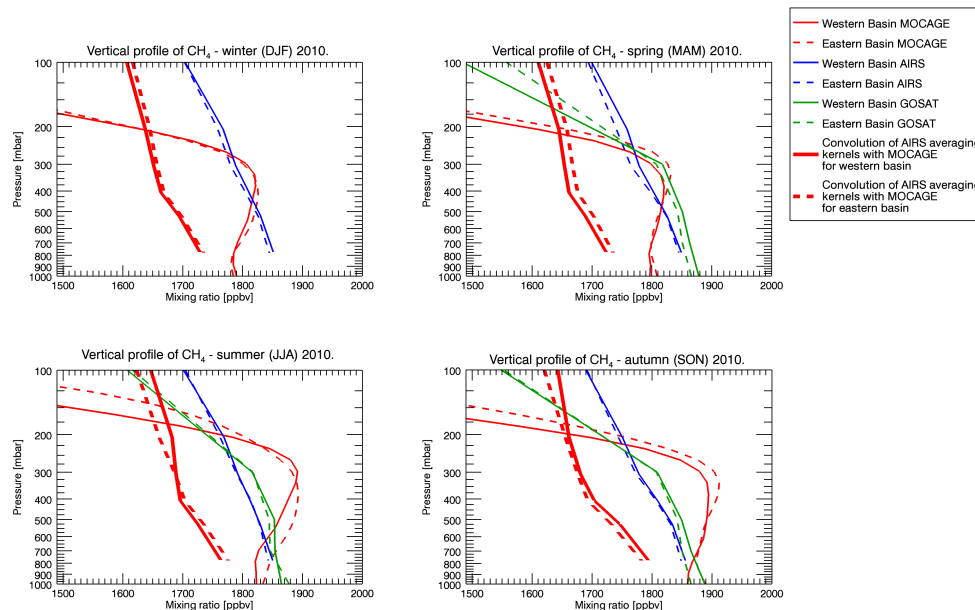 Vertical profile of CH4 - winter (DJF) 2010.
Pressure [mbar]
100
200
300
400
500
700
800
900
1000
1500 1600 1700 1800 1900 2000
Mixing ratio [ppbv]
Vertical profile of CH4 - spring (MAM) 2010.
Pressure [mbar]
100
200
300
400
500
600
700
800
900
1000
1500 1600 1700 1800 1900 2000
Mixing ratio [ppbv]
Western Basin MOCAGE
Eastern Basin MOCAGE
Western Basin AIRS
Eastern Basin AIRS
Western Basin GOSAT
Eastern Basin GOSAT
Convolution of AIRS averaging
kernels with MOCAGE
for western basin
Convolution of AIRS averaging
kernels with MOCAGE
for eastern basin
Vertical profile of CH4 - summer (JJA) 2010.
Pressure [mbar]
100
200
300
400
500
600
700
800
900
1000
1500 1600 1700 1800 1900 2000
Mixing ratio [ppbv]
Vertical profile of CH4 - autumn (SON) 2010.
Pressure [mbar]
100
200
300
400
500
600
700
800
900
1000
1500 1600 1700 1800 1900 2000
Mixing ratio [ppbv]